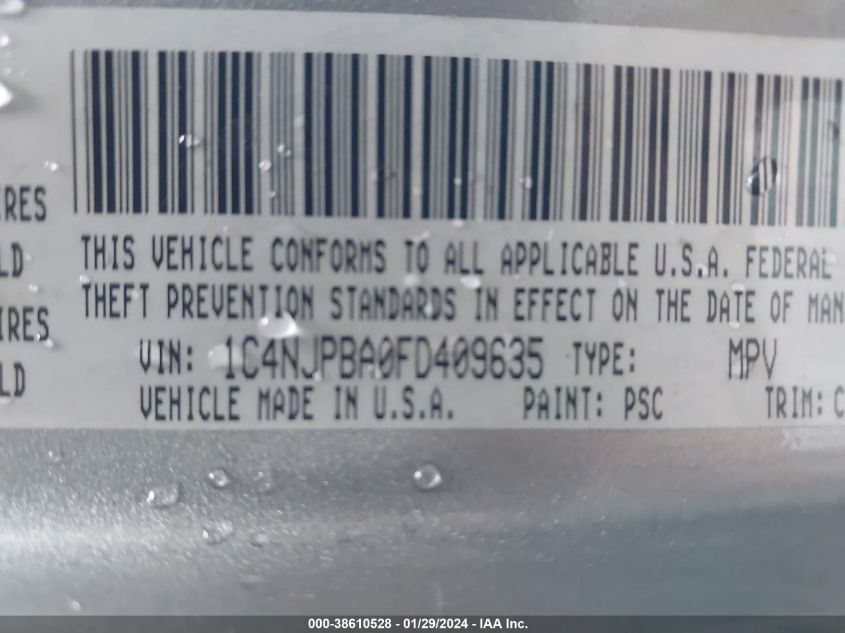 IRES
LD
IRES
LD
THIS VEHICLE CONFORMS TO ALL APPLICABLE U.S.A. FEDERAL
THEFT PREVENTION STANDARDS IN EFFECT ON THE DATE OF MAN
VIN: 1C4NJPBA0FD409635 TYPE: MPV
VEHICLE MADE IN U.S.A. PAINT: PSC TRIM: C
000-38610528 - 01/29/2024 - IAA Inc.